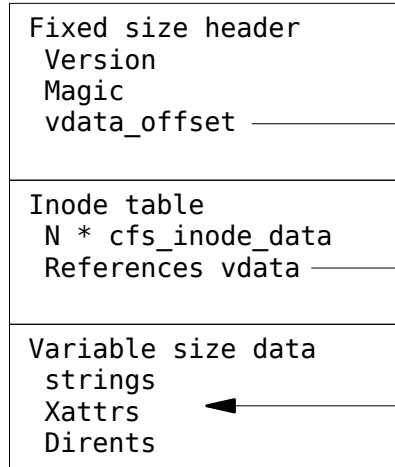 Fixed size header
Version
Magic
vdata_offset
Inode table
N * cfs_inode_data
References vdata
Variable size data
strings
Xattrs
Dirents